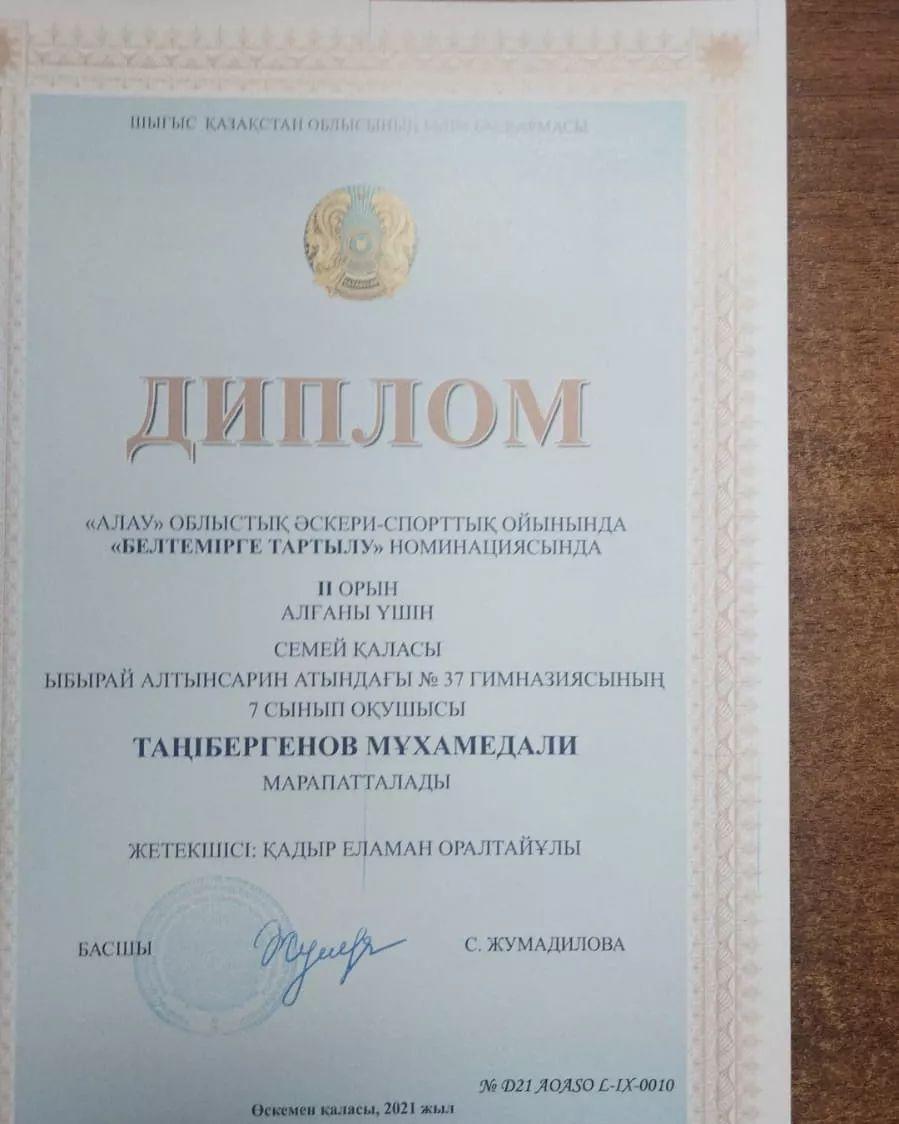 ШЫҒЫС ҚАЗАҚСТАН ОБЛЫСЫНЫҢ БІЛІМ БАСҚАРМАСЫ
ДИПЛОМ
«АЛАУ» ОБЛЫСТЫҚ ӘСКЕРИ-СПОРТТЫҚ ОЙЫНЫНДА
«БЕЛТЕМІРГЕ ТАРТЫЛУ» НОМИНАЦИЯСЫНДА
II ОРЫН
АЛҒАНЫ ҮШІН
СЕМЕЙ ҚАЛАСЫ
ЫБЫРАЙ АЛТЫНСАРИН АТЫНДАҒЫ № 37 ГИМНАЗИЯСЫНЫҢ
7 СЫНЫП ОҚУШЫСЫ
ТАҢІБЕРГЕНОВ МҰХАМЕДАЛИ
МАРАПАТТАЛАДЫ
ЖЕТЕКШІСІ: ҚАДЫР ЕЛАМАН ОРАЛТАЙҰЛЫ
БАСШЫ С. ЖУМАДИЛОВА
№ D21 AOASO L-IX-0010
Өскемен қаласы, 2021 жыл